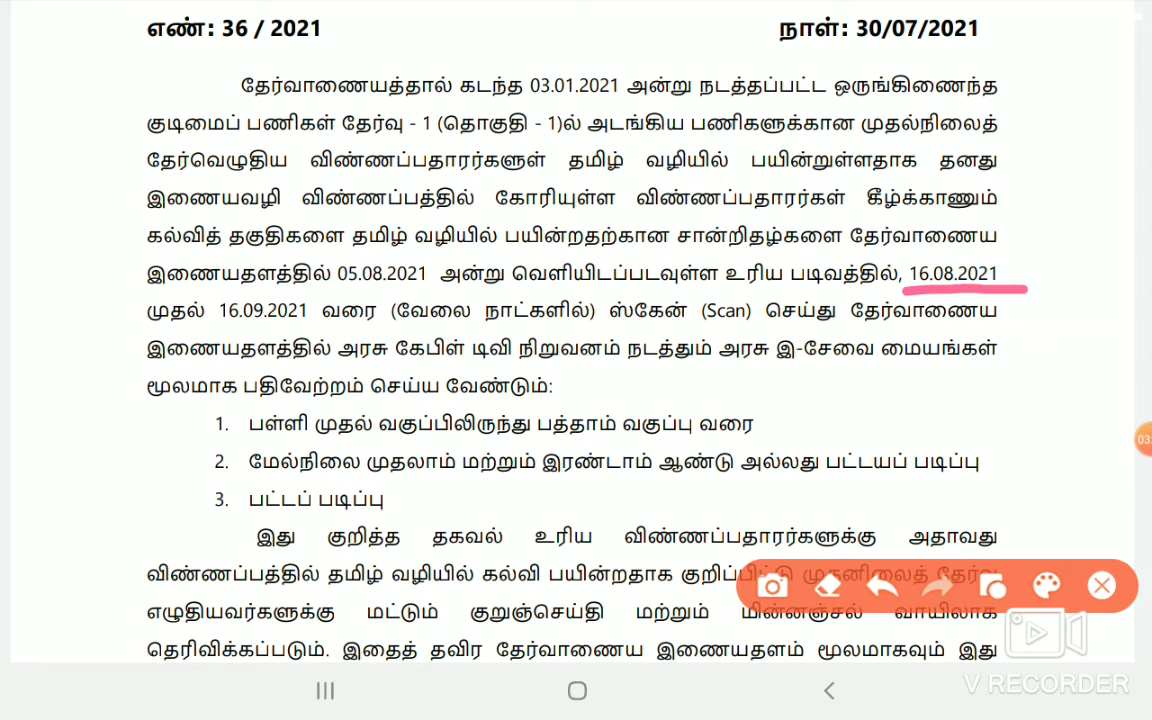 எண்: 36 / 2021 நாள்: 30/07/2021
தேர்வாணையத்தால் கடந்த 03.01.2021 அன்று நடத்தப்பட்ட ஒருங்கிணைந்த
குடிமைப் பணிகள் தேர்வு - 1 (தொகுதி - 1)ல் அடங்கிய பணிகளுக்கான முதல்நிலைத்
தேர்வெழுதிய விண்ணப்பதாரர்களுள் தமிழ் வழியில் பயின்றுள்ளதாக தனது
இணையவழி விண்ணப்பத்தில் கோரியுள்ள விண்ணப்பதாரர்கள் கீழ்க்காணும்
கல்வித் தகுதிகளை தமிழ் வழியில் பயின்றதற்கான சான்றிதழ்களை தேர்வாணைய
இணையதளத்தில் 05.08.2021 அன்று வெளியிடப்படவுள்ள உரிய படிவத்தில், 16.08.2021
முதல் 16.09.2021 வரை (வேலை நாட்களில்) ஸ்கேன் (Scan) செய்து தேர்வாணைய
இணையதளத்தில் அரசு கேபிள் டிவி நிறுவனம் நடத்தும் அரசு இ-சேவை மையங்கள்
மூலமாக பதிவேற்றம் செய்ய வேண்டும்:
1. பள்ளி முதல் வகுப்பிலிருந்து பத்தாம் வகுப்பு வரை
2. மேல்நிலை முதலாம் மற்றும் இரண்டாம் ஆண்டு அல்லது பட்டயப் படிப்பு
3. பட்டப் படிப்பு
இது குறித்த தகவல் உரிய விண்ணப்பதாரர்களுக்கு அதாவது
விண்ணப்பத்தில் தமிழ் வழியில் கல்வி பயின்றதாக குறிப்பிட்டு முதனிலைத் தேர்வு
எழுதியவர்களுக்கு மட்டும் குறுஞ்செய்தி மற்றும் மின்னஞ்சல் வாயிலாக
தெரிவிக்கப்படும். இதைத் தவிர தேர்வாணைய இணையதளம் மூலமாகவும் இது
V RECORDER